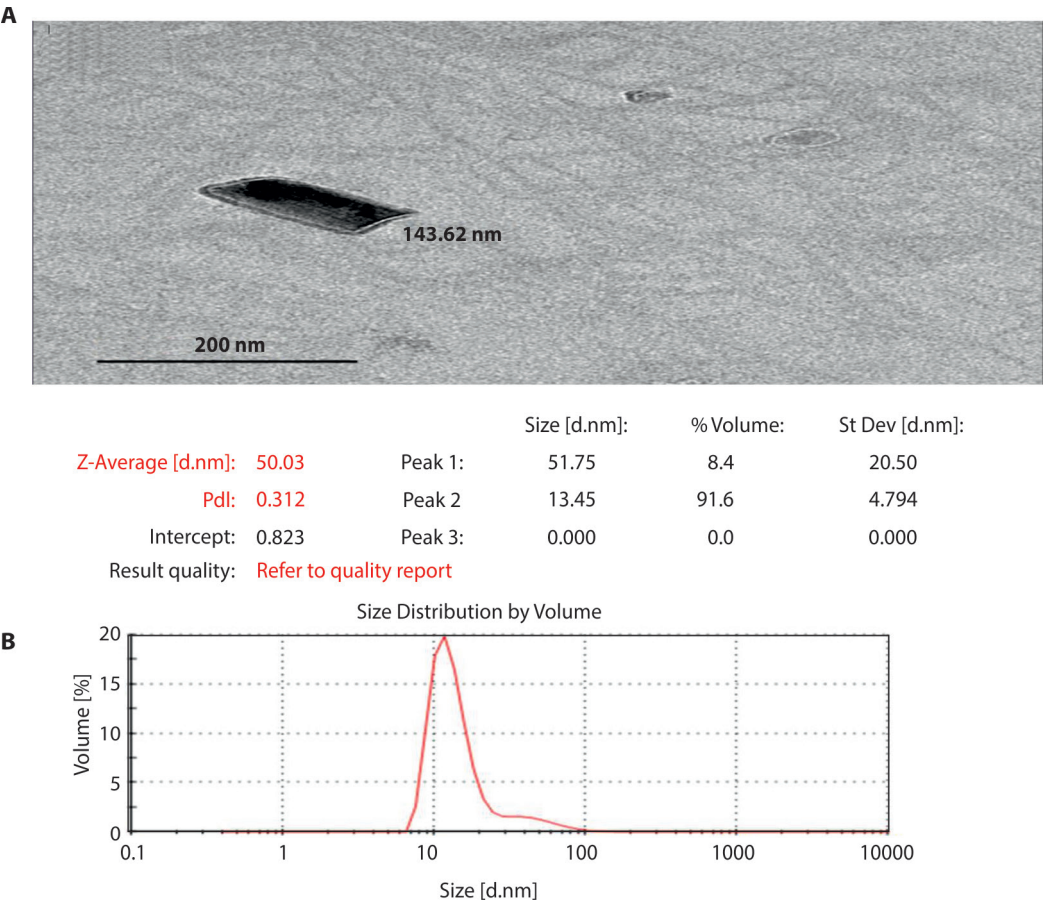 A
143.62 nm
200 nm
Size [d.nm]: % Volume: St Dev [d.nm]:
Z-Average [d.nm]: 50.03 Peak 1: 51.75 8.4 20.50
PdI: 0.312 Peak 2 13.45 91.6 4.794
Intercept: 0.823 Peak 3: 0.000 0.0 0.000
Result quality: Refer to quality report
Size Distribution by Volume
B
20
15
10
5
0
Volume [%]
0.1 1 10 100 1000 10000
Size [d.nm]